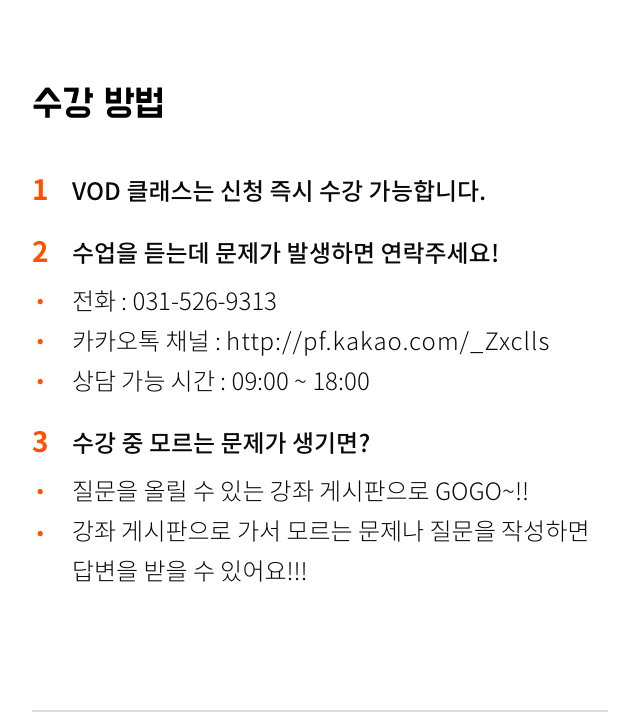 수강 방법
1 VOD 클래스는 신청 즉시 수강 가능합니다.
2 수업을 듣는데 문제가 발생하면 연락주세요!
• 전화 : 031-526-9313
• 카카오톡 채널 : http://pf.kakao.com/_Zxclls
• 상담 가능 시간 : 09:00 ~ 18:00
3 수강 중 모르는 문제가 생기면?
• 질문을 올릴 수 있는 강좌 게시판으로 GOGO~!!
• 강좌 게시판으로 가서 모르는 문제나 질문을 작성하면
답변을 받을 수 있어요!!!